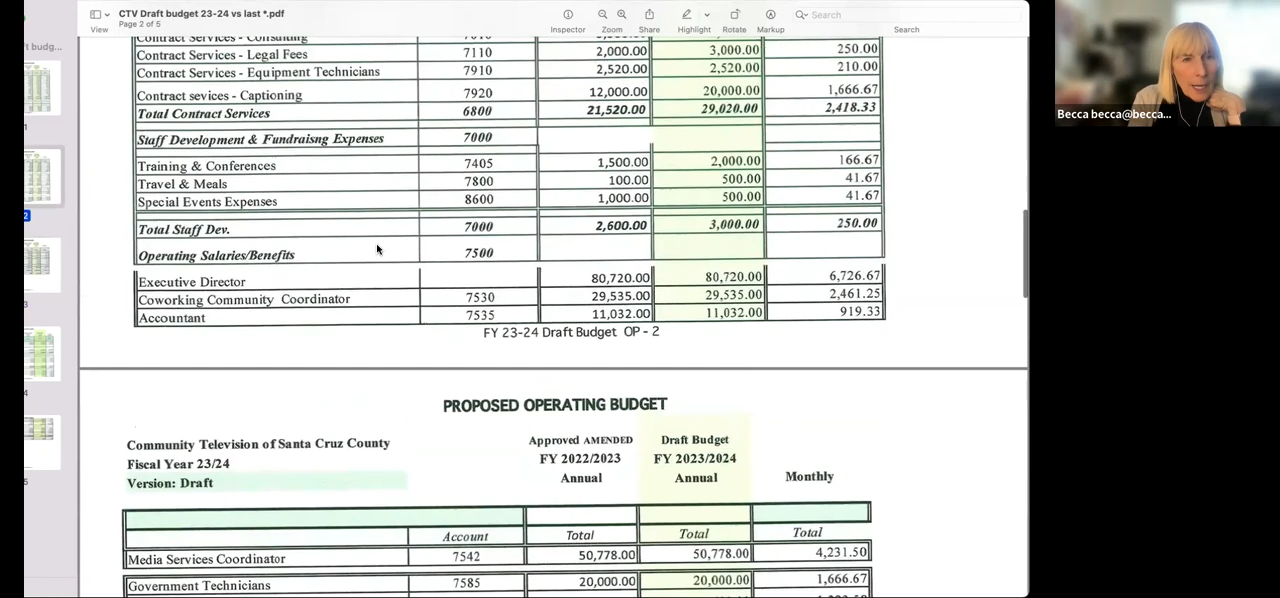 CTV Draft budget 23-24 vs last *.pdf
Page 2 of 5
View
Inspector
Zoom
Share
Highlight
Rotate
Markup
Search
Search
ft budg...
1
2
3
4
5
Contract Services - Consulting
Contract Services - Legal Fees 7110 2,000.00 3,000.00 250.00
Contract Services - Equipment Technicians 7910 2,520.00 2,520.00 210.00
Contract sevices - Captioning 7920 12,000.00 20,000.00 1,666.67
Total Contract Services 6800 21,520.00 29,020.00 2,418.33
Staff Development & Fundraisng Expenses 7000
Training & Conferences 7405 1,500.00 2,000.00 166.67
Travel & Meals 7800 100.00 500.00 41.67
Special Events Expenses 8600 1,000.00 500.00 41.67
Total Staff Dev. 7000 2,600.00 3,000.00 250.00
Operating Salaries/Benefits 7500
Executive Director 80,720.00 80,720.00 6,726.67
Coworking Community Coordinator 7530 29,535.00 29,535.00 2,461.25
Accountant 7535 11,032.00 11,032.00 919.33
FY 23-24 Draft Budget OP - 2
PROPOSED OPERATING BUDGET
Community Television of Santa Cruz County
Fiscal Year 23/24
Version: Draft
Approved AMENDED
FY 2022/2023
Annual
Draft Budget
FY 2023/2024
Annual
Monthly
Account Total Total Total
Media Services Coordinator 7542 50,778.00 50,778.00 4,231.50
Government Technicians 7585 20,000.00 20,000.00 1,666.67
Becca becca@becca...